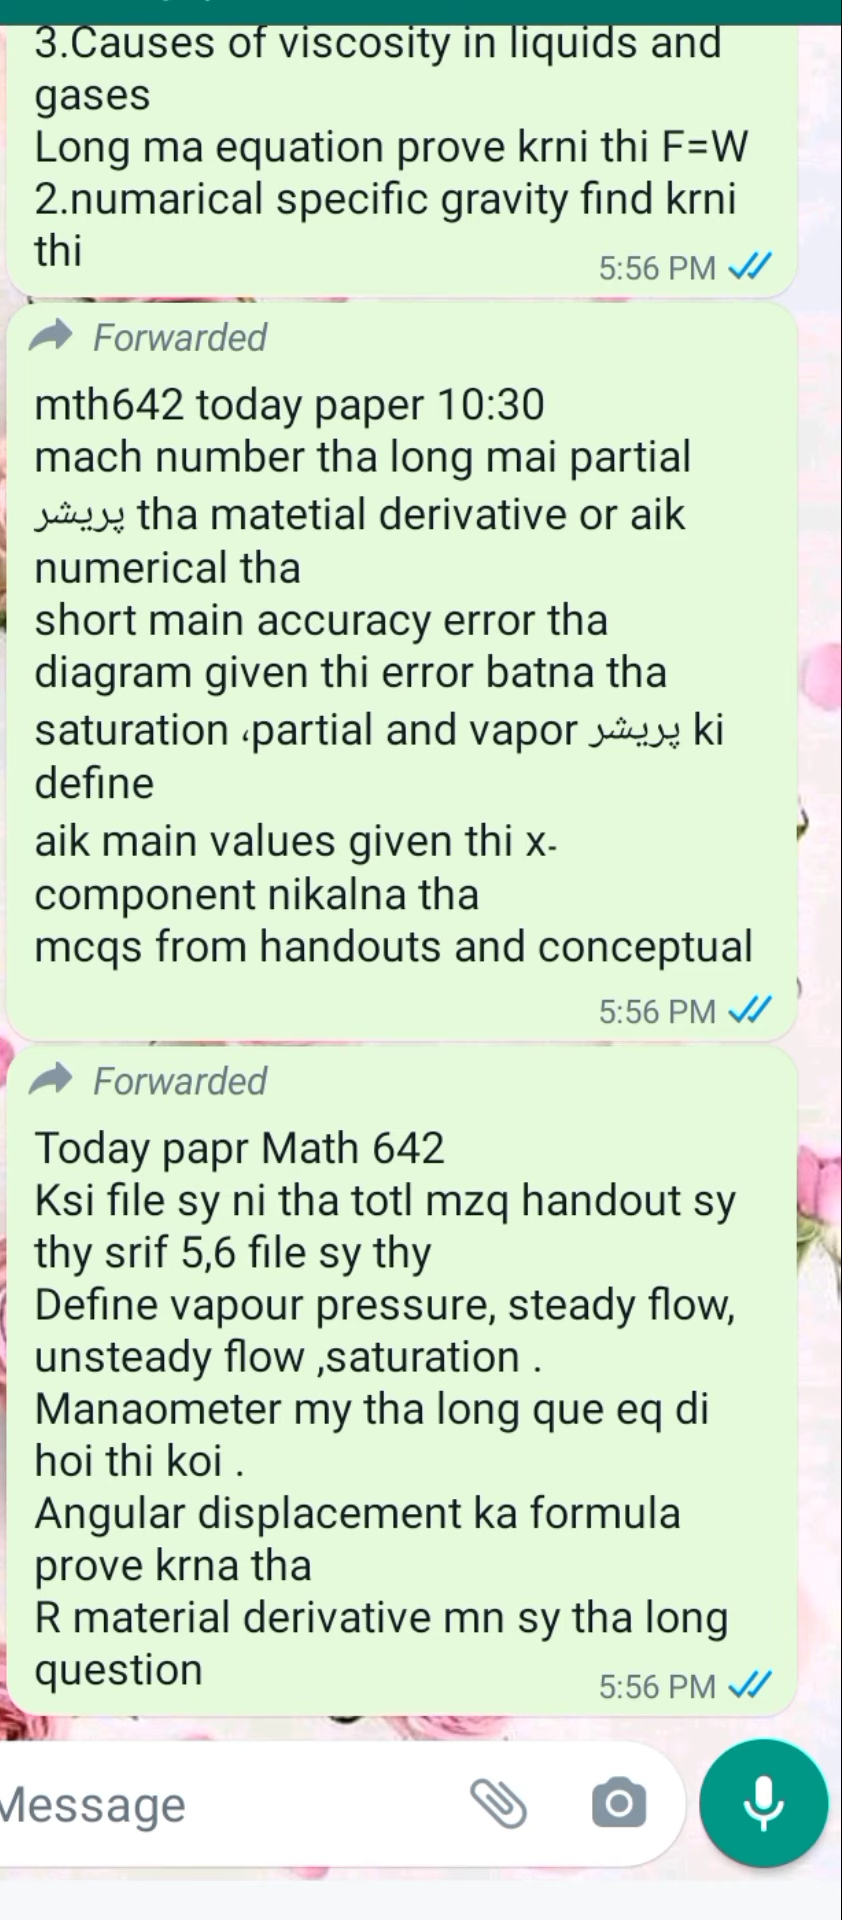 3.Causes of viscosity in liquids and
gases
Long ma equation prove krni thi F=W
2.numarical specific gravity find krni
thi
5:56 PM
Forwarded
mth642 today paper 10:30
mach number tha long mai partial
پریشر tha matetial derivative or aik
numerical tha
short main accuracy error tha
diagram given thi error batna tha
saturation ،partial and vapor پریشر ki
define
aik main values given thi x-
component nikalna tha
mcqs from handouts and conceptual
5:56 PM
Forwarded
Today papr Math 642
Ksi file sy ni tha totl mzq handout sy
thy srif 5,6 file sy thy
Define vapour pressure, steady flow,
unsteady flow ,saturation .
Manaometer my tha long que eq di
hoi thi koi .
Angular displacement ka formula
prove krna tha
R material derivative mn sy tha long
question
5:56 PM
Message